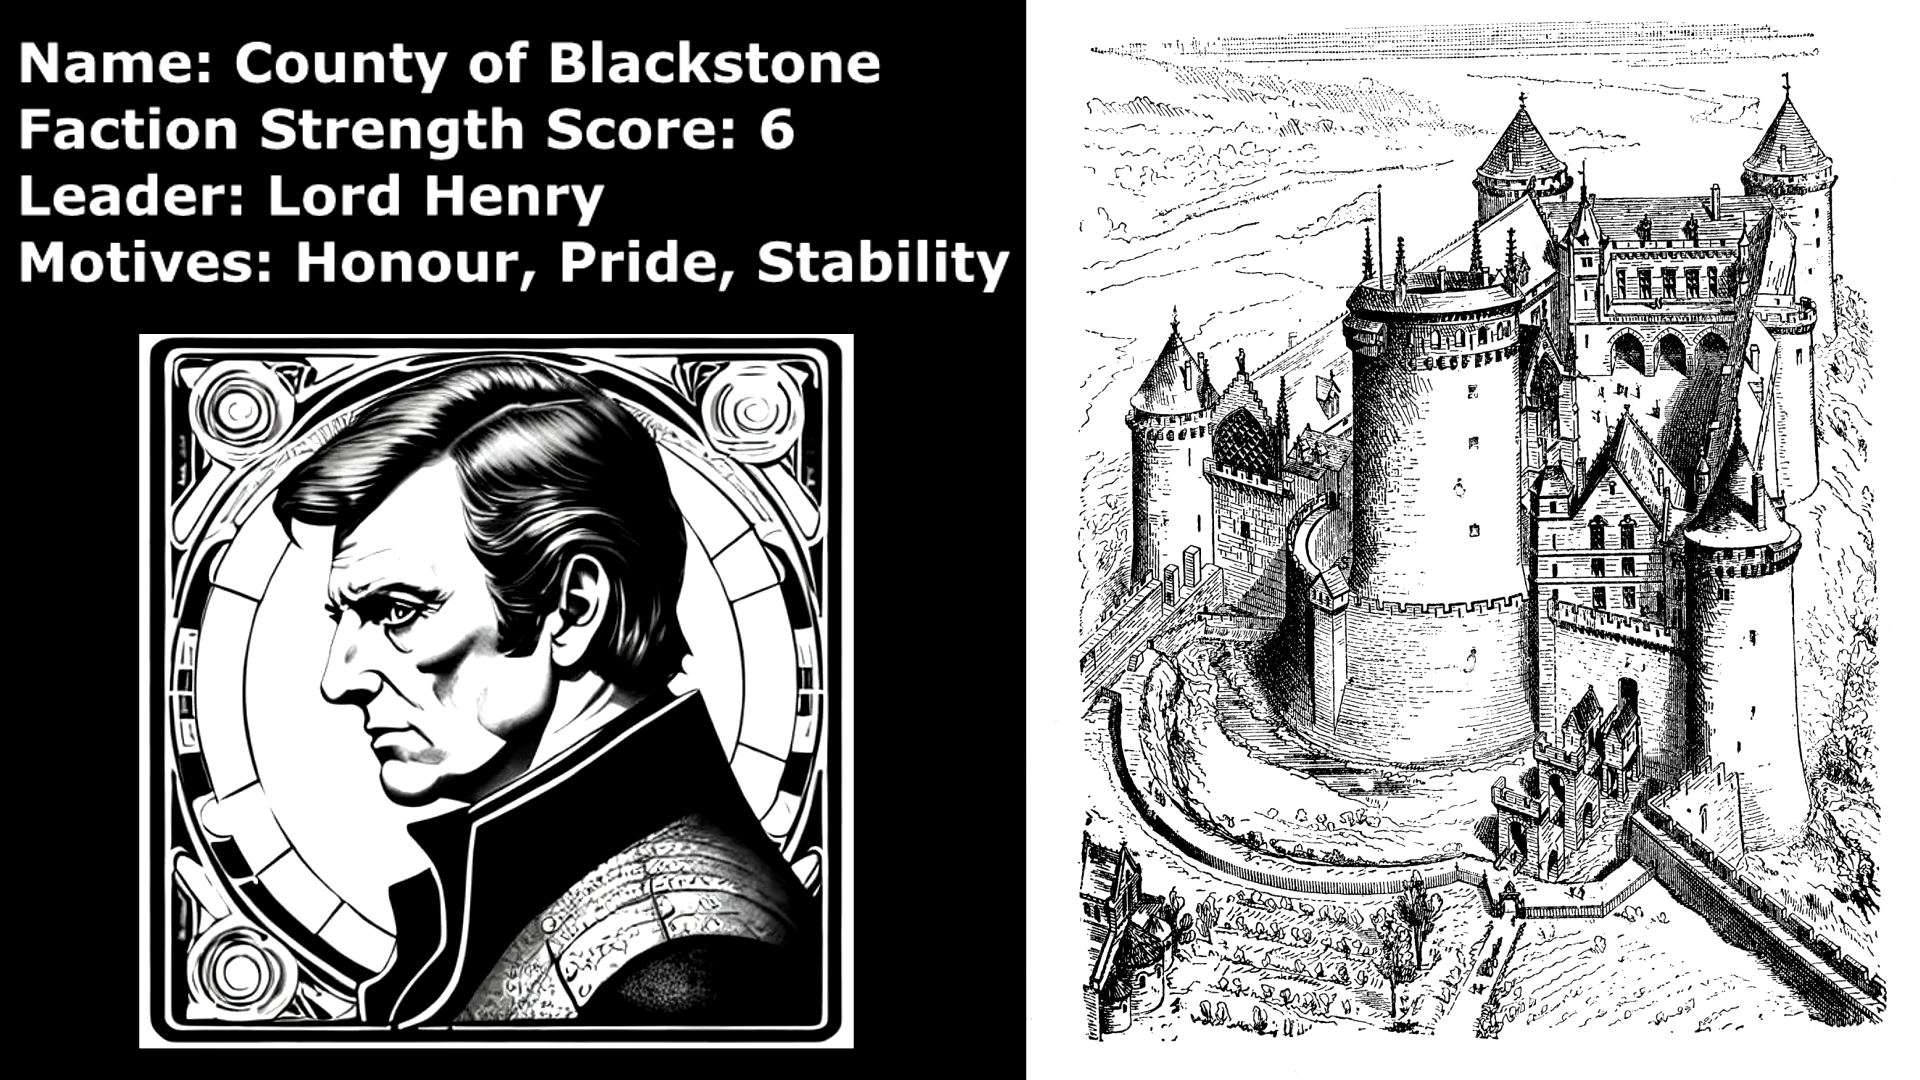 Name: County of Blackstone
Faction Strength Score: 6
Leader: Lord Henry
Motives: Honour, Pride, Stability